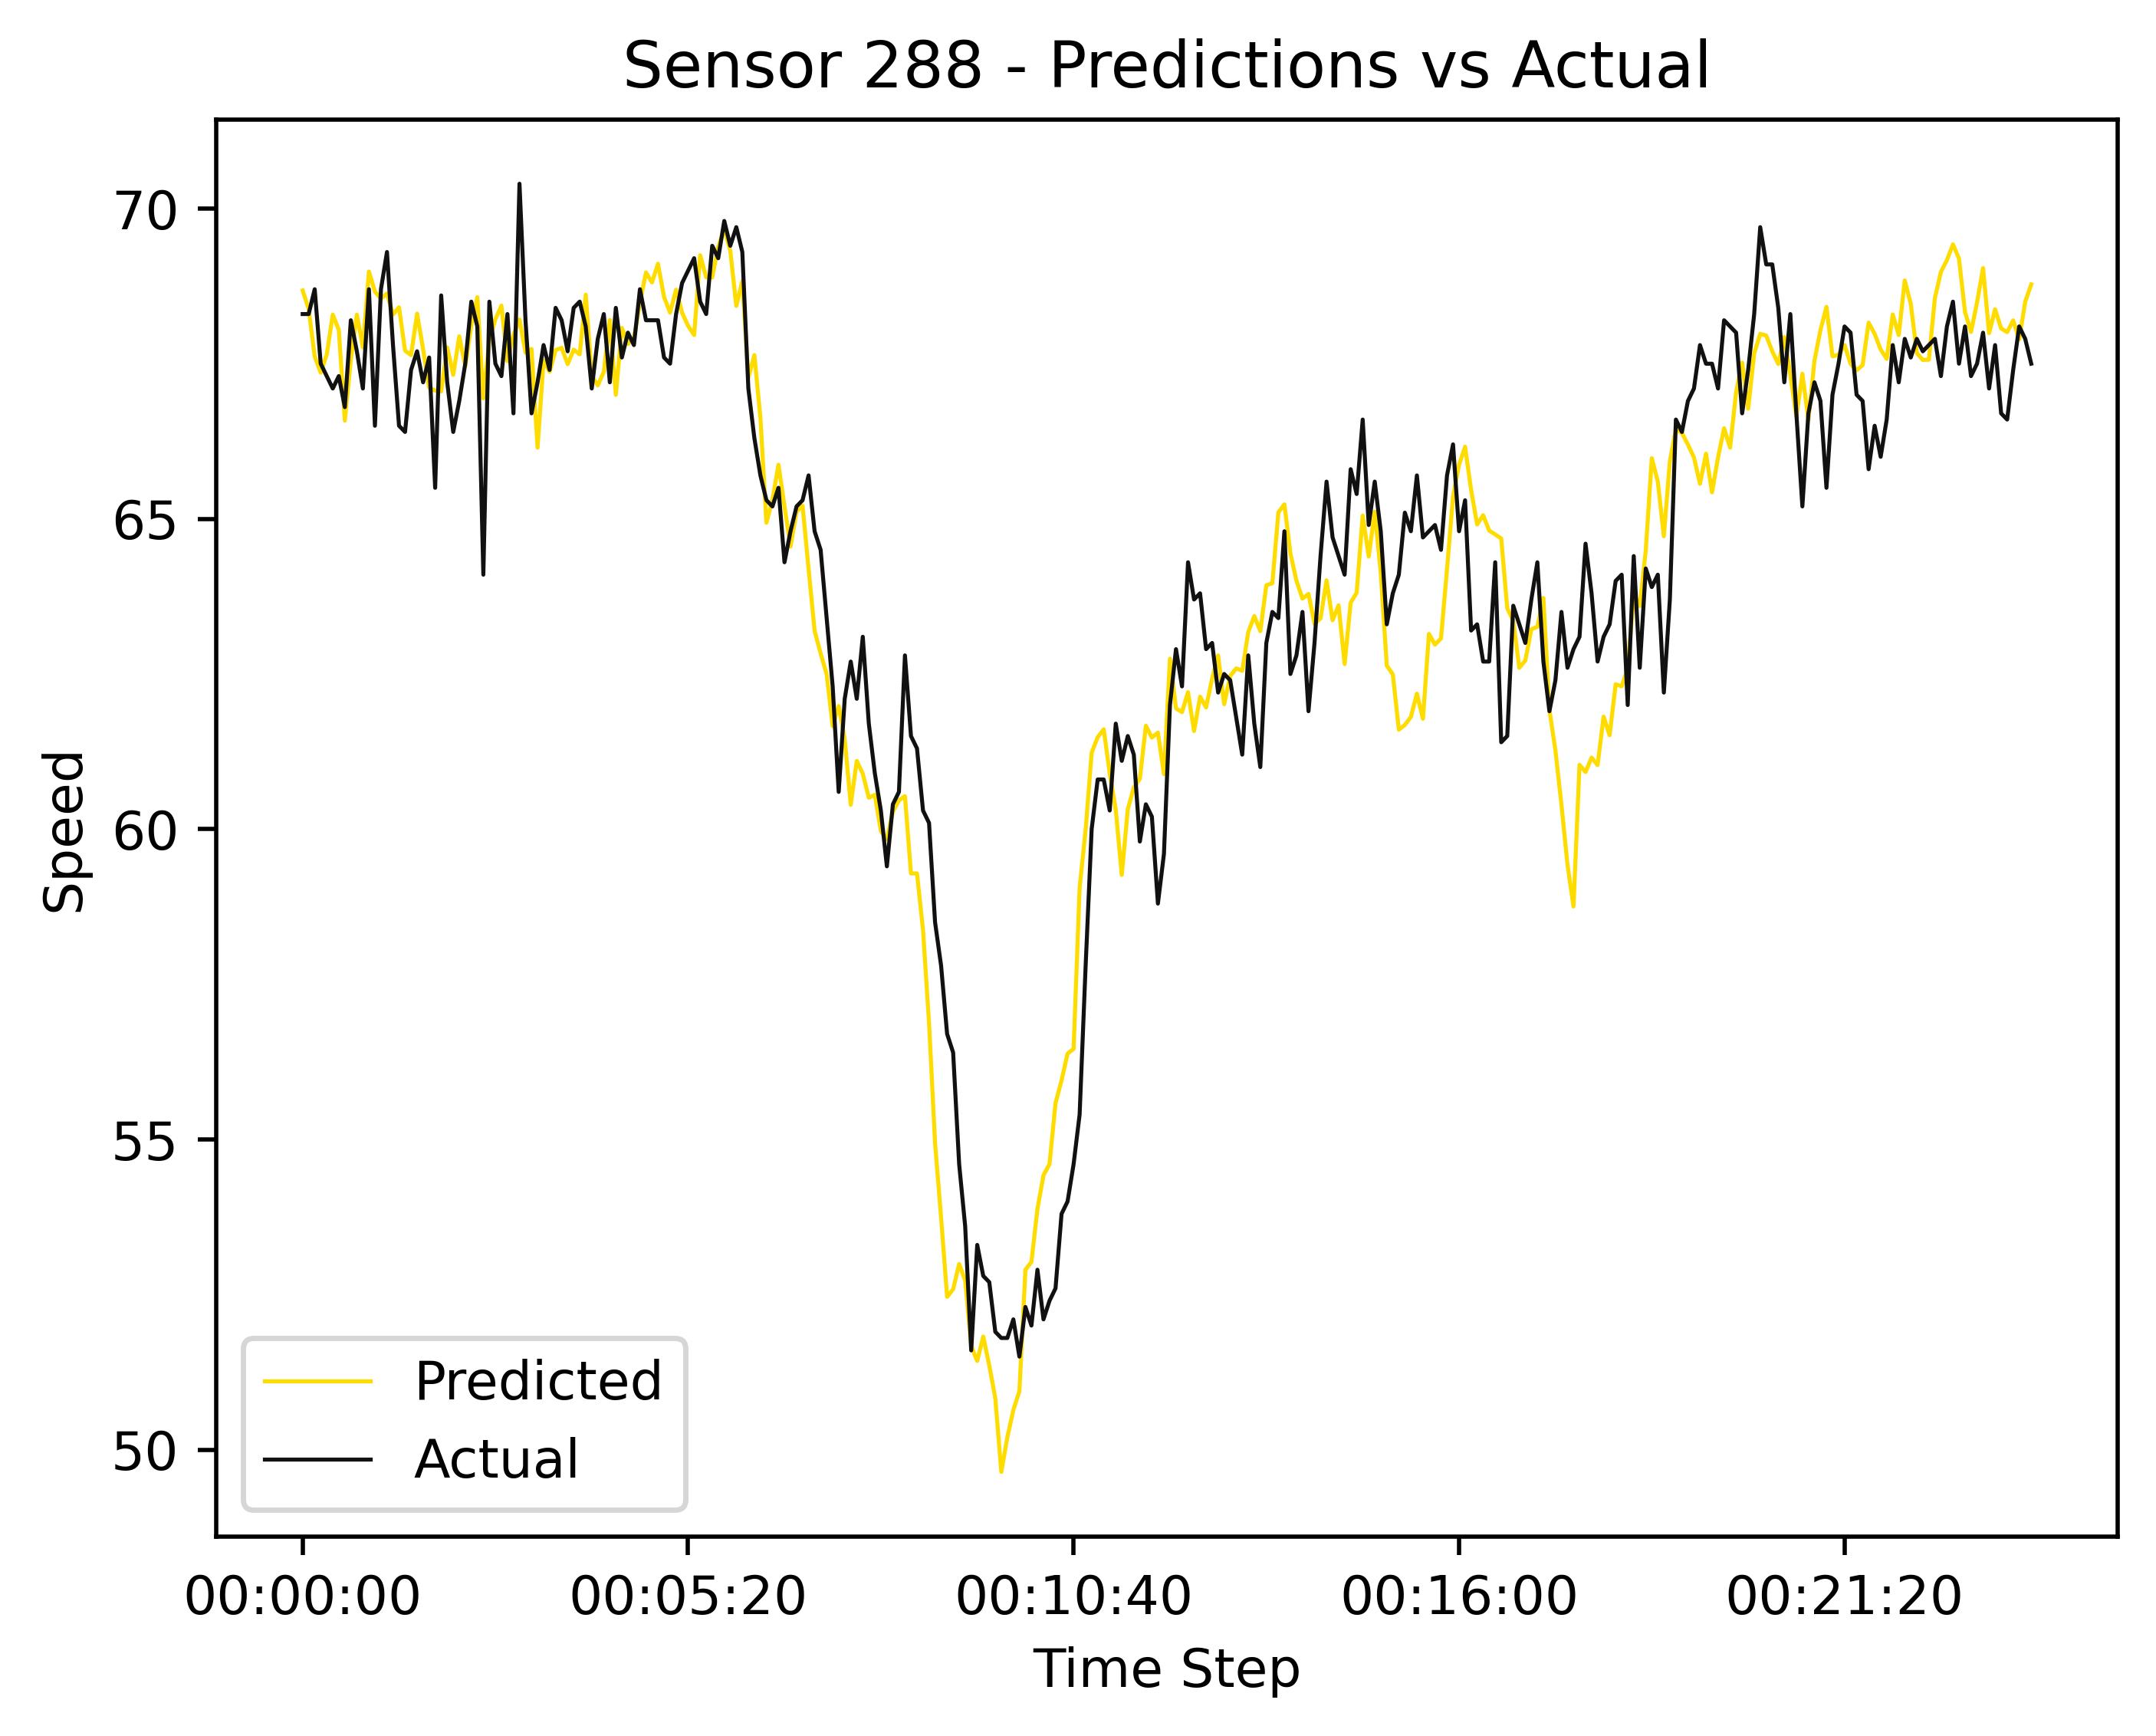 Sensor 288 - Predictions vs Actual
70
65
60
55
50
Speed
Predicted
Actual
00:00:00 00:05:20 00:10:40 00:16:00 00:21:20
Time Step